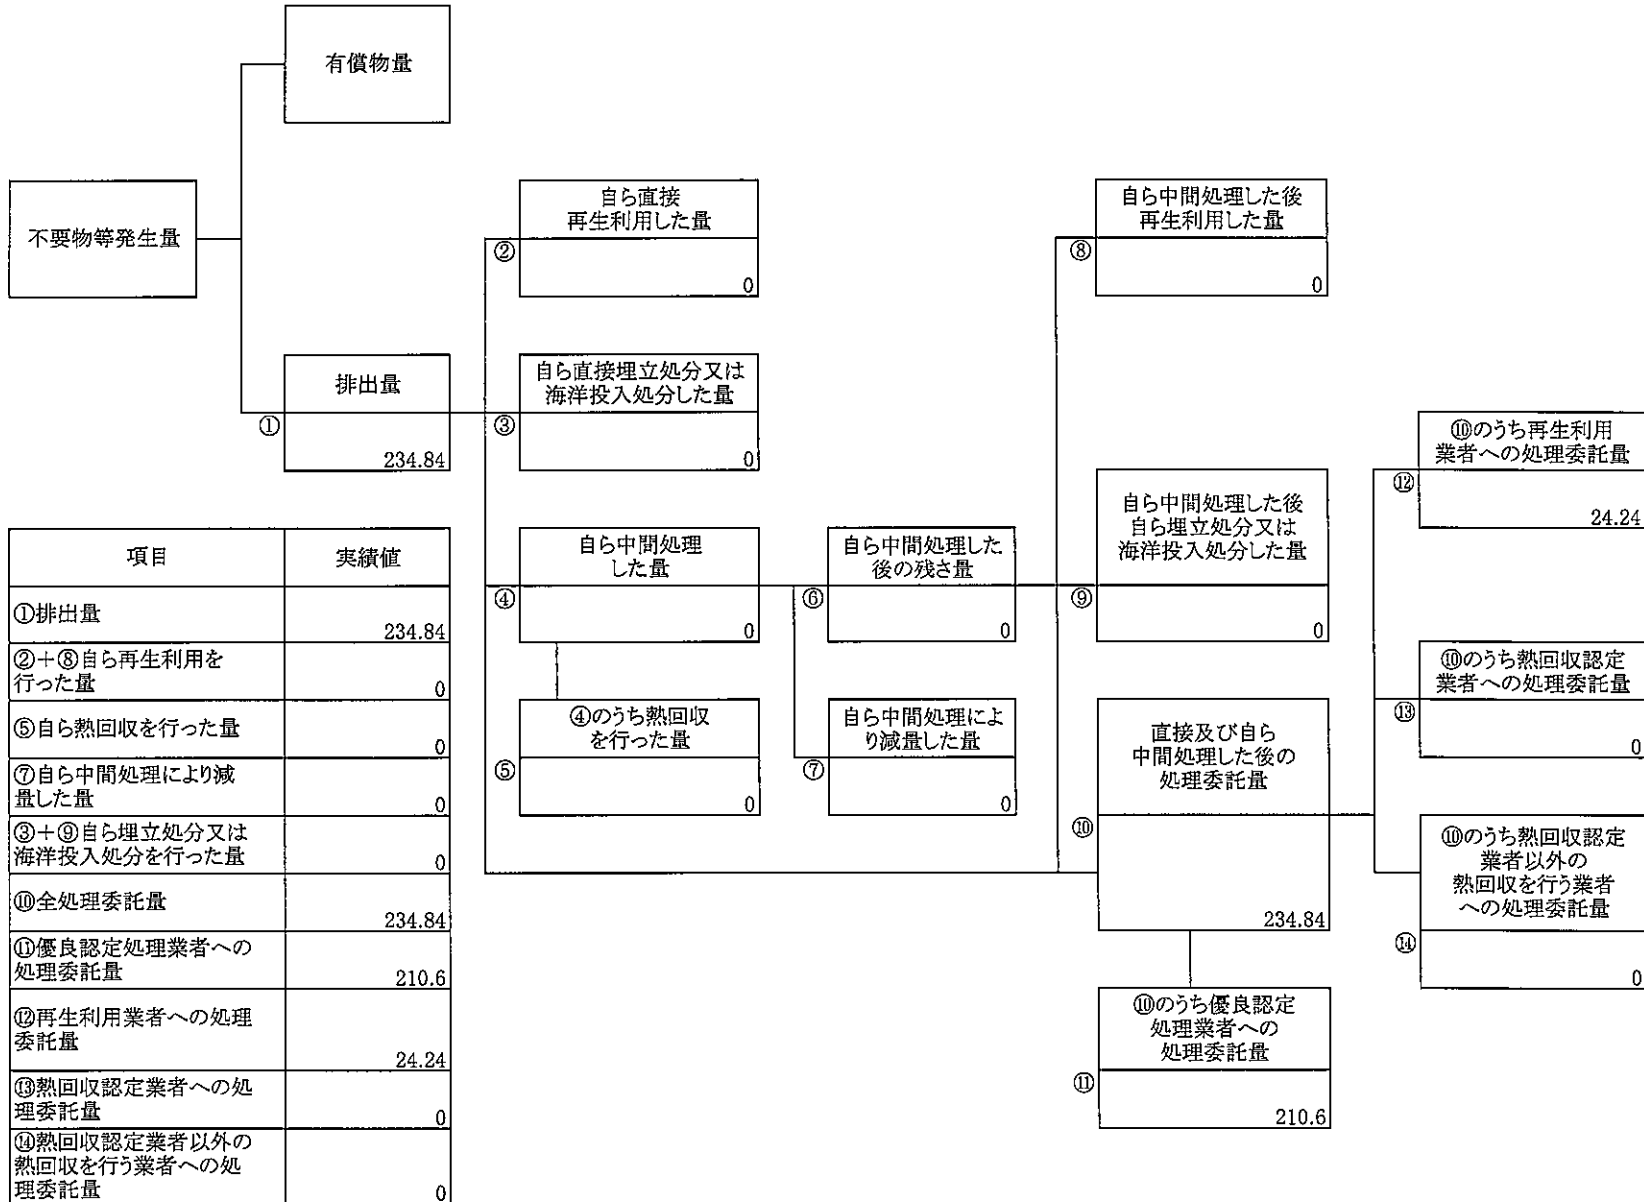 有償物量
不要物等発生量
排出量
①
234.84
自ら直接
再生利用した量
②
0
自ら直接埋立処分又は
海洋投入処分した量
③
0
自ら中間処理
した量
④
0
④のうち熱回収
を行った量
⑤
0
自ら中間処理した
後の残さ量
⑥
0
自ら中間処理によ
り減量した量
⑦
0
自ら中間処理した後
再生利用した量
⑧
0
自ら中間処理した後
自ら埋立処分又は
海洋投入処分した量
⑨
0
直接及び自ら
中間処理した後の
処理委託量
⑩
234.84
⑩のうち優良認定
処理業者への
処理委託量
⑪
210.6
⑩のうち再生利用
業者への処理委託量
⑫
24.24
⑩のうち熱回収認定
業者への処理委託量
⑬
0
⑩のうち熱回収認定
業者以外の
熱回収を行う業者
への処理委託量
⑭
0
項目 実績値
①排出量
234.84
②+⑧自ら再生利用を
行った量 0
⑤自ら熱回収を行った量
0
⑦自ら中間処理により減
量した量 0
③+⑨自ら埋立処分又は
海洋投入処分を行った量 0
⑩全処理委託量
234.84
⑪優良認定処理業者への
処理委託量 210.6
⑫再生利用業者への処理
委託量 24.24
⑬熱回収認定業者への処
理委託量 0
⑭熱回収認定業者以外の
熱回収を行う業者への処
理委託量 0